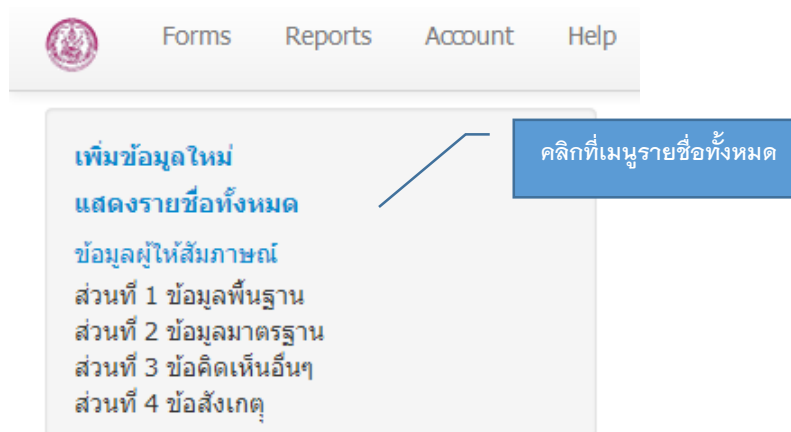 Forms Reports Account Help
คลิกที่เมนูรายชื่อทั้งหมด
เพิ่มข้อมูลใหม่
แสดงรายชื่อทั้งหมด
ข้อมูลผู้ให้สัมภาษณ์
ส่วนที่ 1 ข้อมูลพื้นฐาน
ส่วนที่ 2 ข้อมูลมาตรฐาน
ส่วนที่ 3 ข้อคิดเห็นอื่นๆ
ส่วนที่ 4 ข้อสังเกตุ